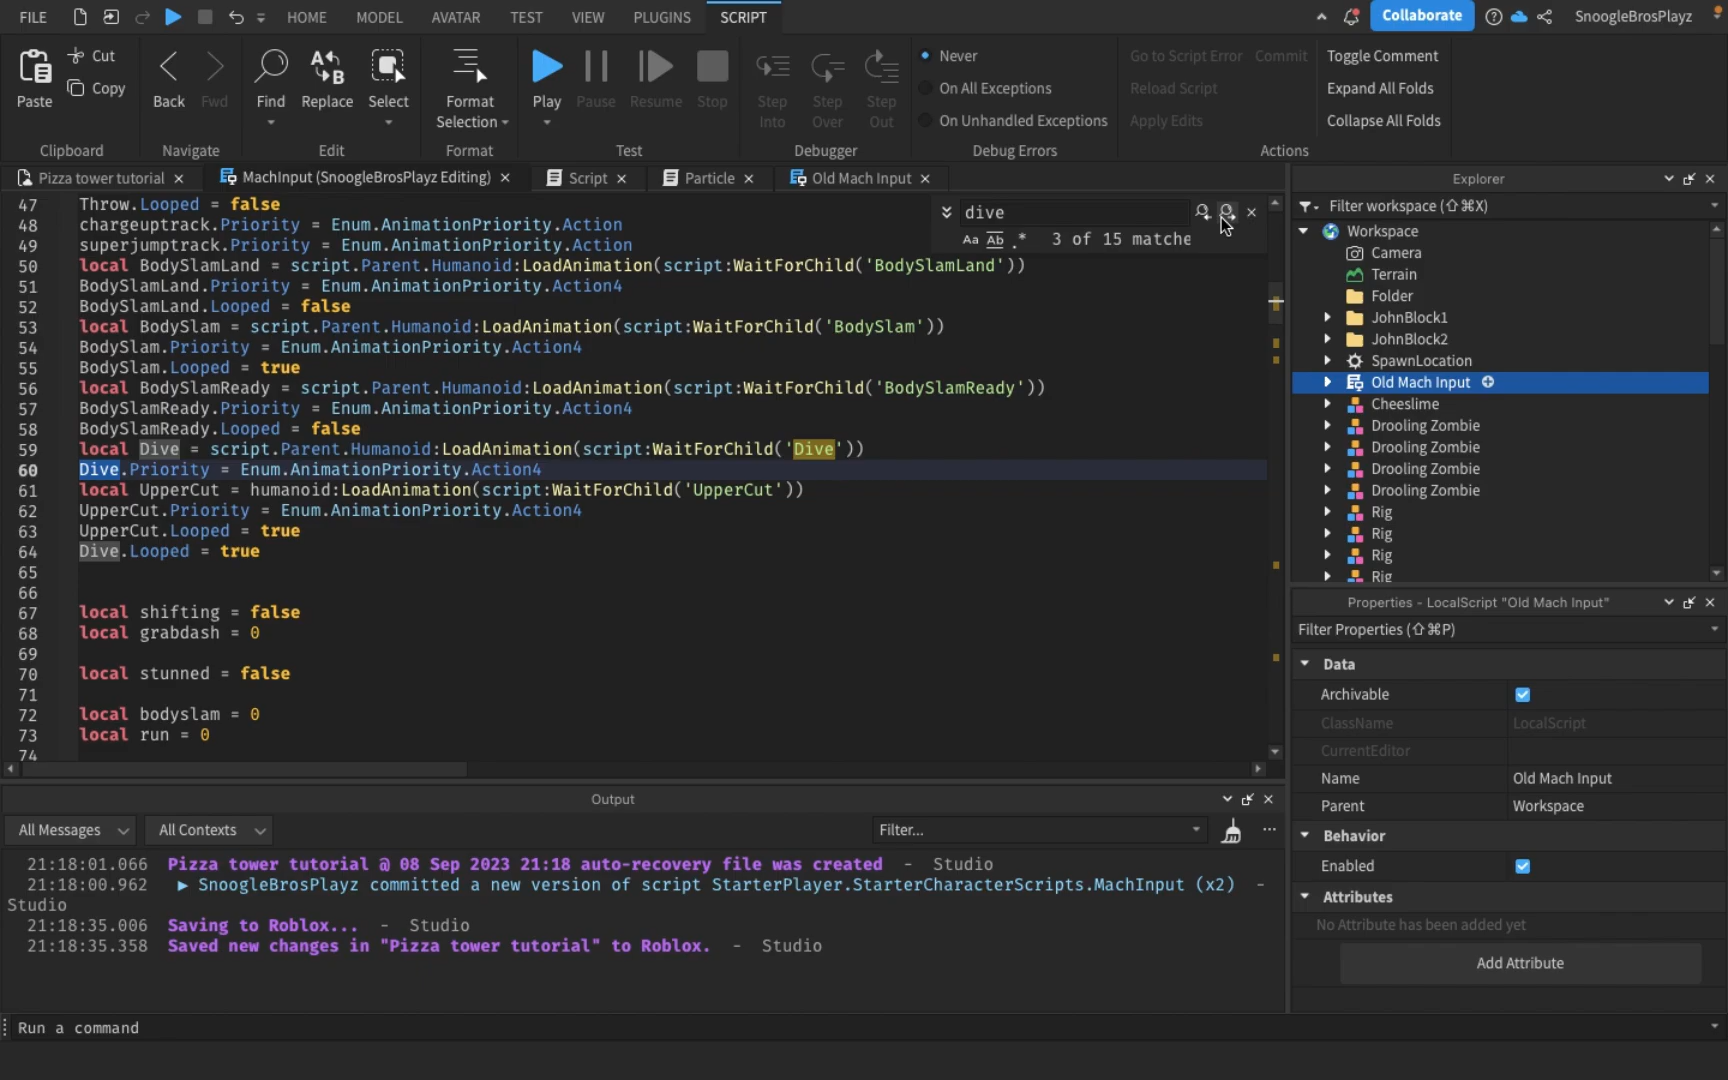 FILE HOME MODEL AVATAR TEST VIEW PLUGINS SCRIPT Collaborate SnoogleBrosPlayz
Paste Cut Copy Back Fwd Find Replace Select Format Selection Play Pause Resume Stop Step Into Step Over Step Out
Never
On All Exceptions
On Unhandled Exceptions
Go to Script Error Commit
Reload Script
Apply Edits
Toggle Comment
Expand All Folds
Collapse All Folds
Clipboard Navigate Edit Format Test Debugger Debug Errors Actions
Pizza tower tutorial MachInput (SnoogleBrosPlayz Editing) Script Particle Old Mach Input
dive
Aa Ab .* 3 of 15 matche
47 Throw.Looped = false
48 chargeuptrack.Priority = Enum.AnimationPriority.Action
49 superjumptrack.Priority = Enum.AnimationPriority.Action
50 local BodySlamLand = script.Parent.Humanoid:LoadAnimation(script:WaitForChild('BodySlamLand'))
51 BodySlamLand.Priority = Enum.AnimationPriority.Action4
52 BodySlamLand.Looped = false
53 local BodySlam = script.Parent.Humanoid:LoadAnimation(script:WaitForChild('BodySlam'))
54 BodySlam.Priority = Enum.AnimationPriority.Action4
55 BodySlam.Looped = true
56 local BodySlamReady = script.Parent.Humanoid:LoadAnimation(script:WaitForChild('BodySlamReady'))
57 BodySlamReady.Priority = Enum.AnimationPriority.Action4
58 BodySlamReady.Looped = false
59 local Dive = script.Parent.Humanoid:LoadAnimation(script:WaitForChild('Dive'))
60 Dive.Priority = Enum.AnimationPriority.Action4
61 local UpperCut = humanoid:LoadAnimation(script:WaitForChild('UpperCut'))
62 UpperCut.Priority = Enum.AnimationPriority.Action4
63 UpperCut.Looped = true
64 Dive.Looped = true
65
66
67 local shifting = false
68 local grabdash = 0
69
70 local stunned = false
71
72 local bodyslam = 0
73 local run = 0
74
Output
All Messages All Contexts Filter...
21:18:01.066 Pizza tower tutorial @ 08 Sep 2023 21:18 auto-recovery file was created - Studio
21:18:00.962 ▶ SnoogleBrosPlayz committed a new version of script StarterPlayer.StarterCharacterScripts.MachInput (x2) -
Studio
21:18:35.006 Saving to Roblox... - Studio
21:18:35.358 Saved new changes in "Pizza tower tutorial" to Roblox. - Studio
Run a command
Explorer
Filter workspace (⇧⌘X)
Workspace
Camera
Terrain
Folder
JohnBlock1
JohnBlock2
SpawnLocation
Old Mach Input
Cheeslime
Drooling Zombie
Drooling Zombie
Drooling Zombie
Drooling Zombie
Rig
Rig
Rig
Rig
Properties - LocalScript "Old Mach Input"
Filter Properties (⇧⌘P)
Data
Archivable
ClassName LocalScript
CurrentEditor
Name Old Mach Input
Parent Workspace
Behavior
Enabled
Attributes
No Attribute has been added yet
Add Attribute